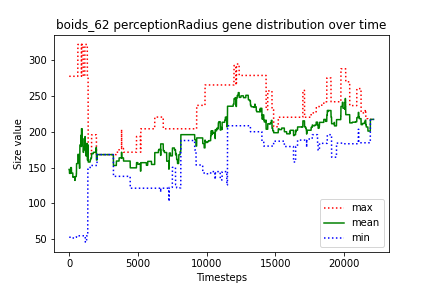 boids_62 perceptionRadius gene distribution over time
Size value
300
250
200
150
100
50
0
5000
10000
15000
20000
Timesteps
max
mean
min